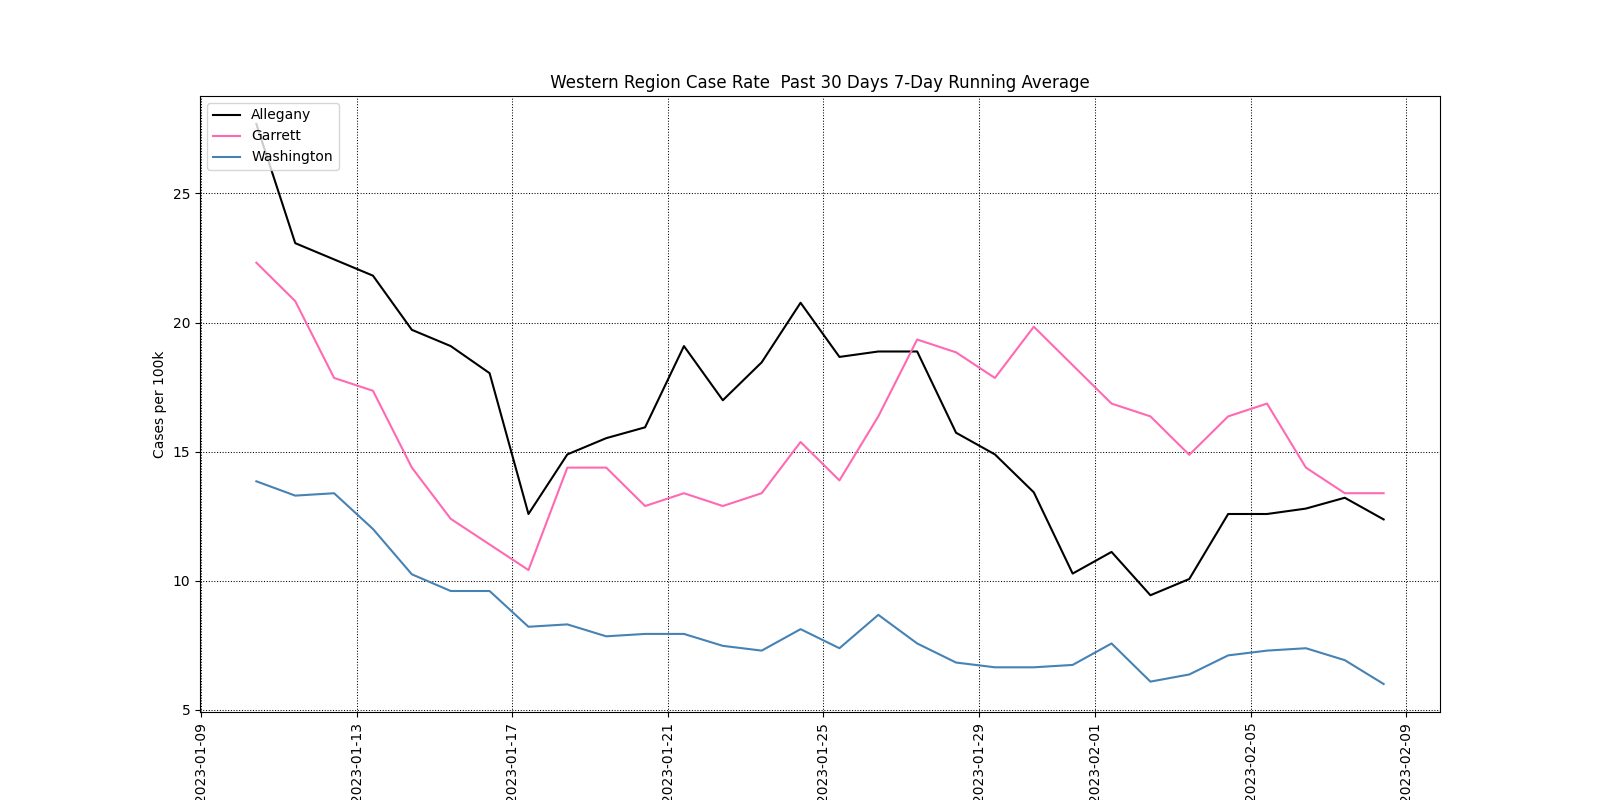 Western Region Case Rate  Past 30 Days 7-Day Running Average
Allegany
Garrett
Washington
Cases per 100k
25
20
15
10
5
2023-01-09
2023-01-13
2023-01-17
2023-01-21
2023-01-25
2023-01-29
2023-02-01
2023-02-05
2023-02-09